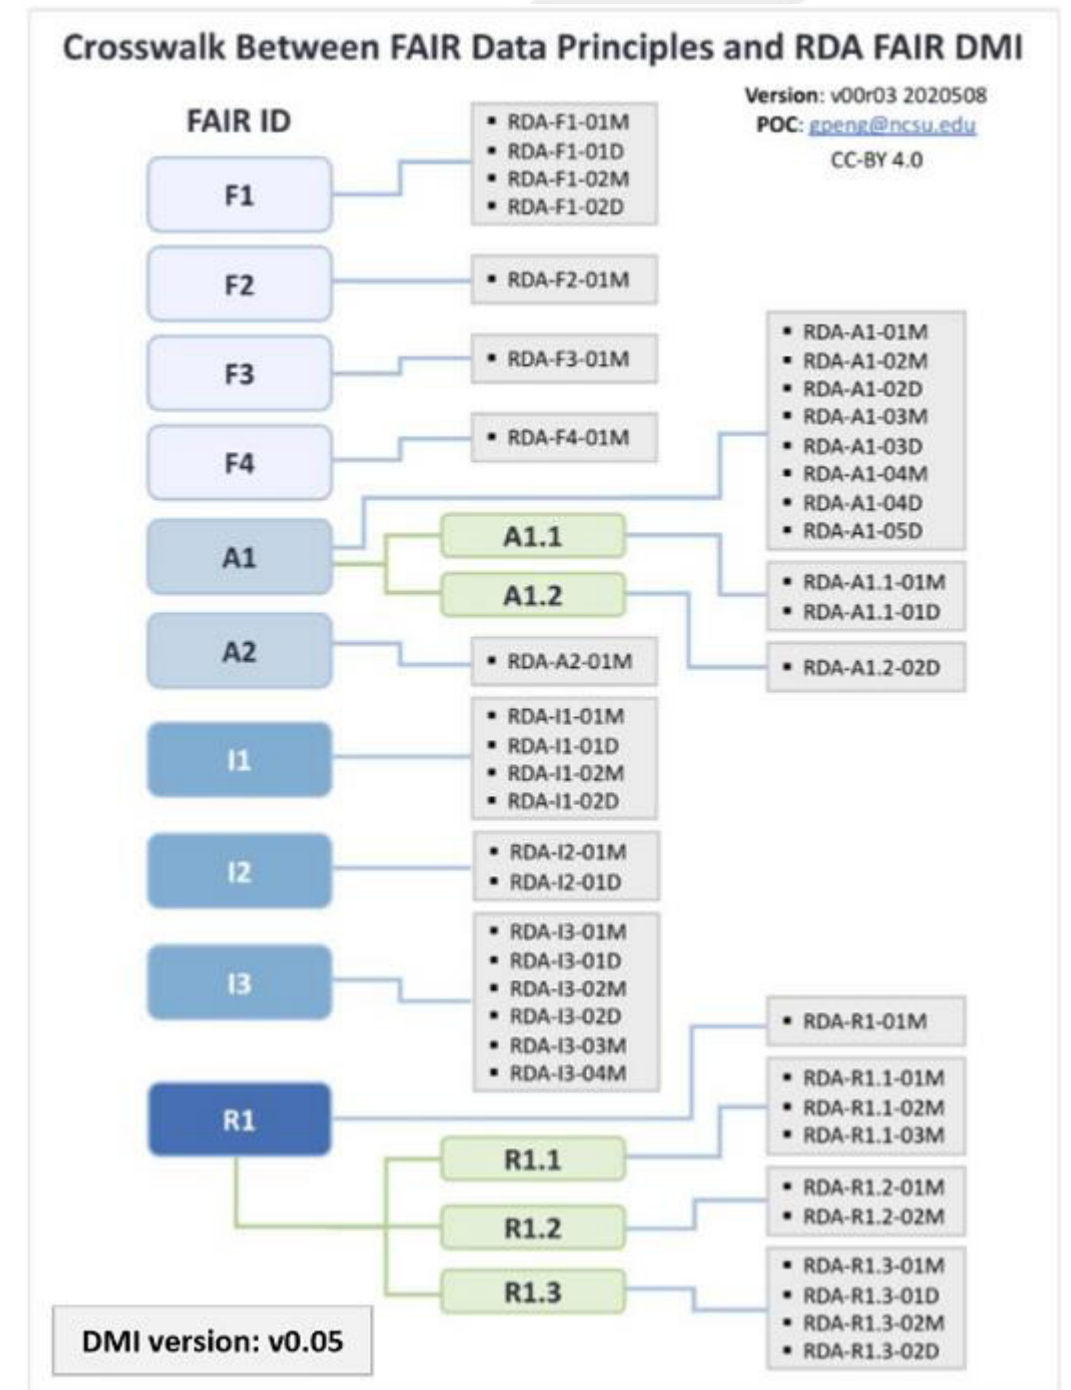 Crosswalk Between FAIR Data Principles and RDA FAIR DMI
Version: v00r03 2020508
POC: gpeng@ncsu.edu
CC-BY 4.0
FAIR ID
F1
▪ RDA-F1-01M
▪ RDA-F1-01D
▪ RDA-F1-02M
▪ RDA-F1-02D
F2
▪ RDA-F2-01M
F3
▪ RDA-F3-01M
F4
▪ RDA-F4-01M
A1
▪ RDA-A1-01M
▪ RDA-A1-02M
▪ RDA-A1-02D
▪ RDA-A1-03M
▪ RDA-A1-03D
▪ RDA-A1-04M
▪ RDA-A1-04D
▪ RDA-A1-05D
A1.1
▪ RDA-A1.1-01M
▪ RDA-A1.1-01D
A1.2
▪ RDA-A1.2-02D
A2
▪ RDA-A2-01M
I1
▪ RDA-I1-01M
▪ RDA-I1-01D
▪ RDA-I1-02M
▪ RDA-I1-02D
I2
▪ RDA-I2-01M
▪ RDA-I2-01D
I3
▪ RDA-I3-01M
▪ RDA-I3-01D
▪ RDA-I3-02M
▪ RDA-I3-02D
▪ RDA-I3-03M
▪ RDA-I3-04M
R1
▪ RDA-R1-01M
R1.1
▪ RDA-R1.1-01M
▪ RDA-R1.1-02M
▪ RDA-R1.1-03M
R1.2
▪ RDA-R1.2-01M
▪ RDA-R1.2-02M
R1.3
▪ RDA-R1.3-01M
▪ RDA-R1.3-01D
▪ RDA-R1.3-02M
▪ RDA-R1.3-02D
DMI version: v0.05